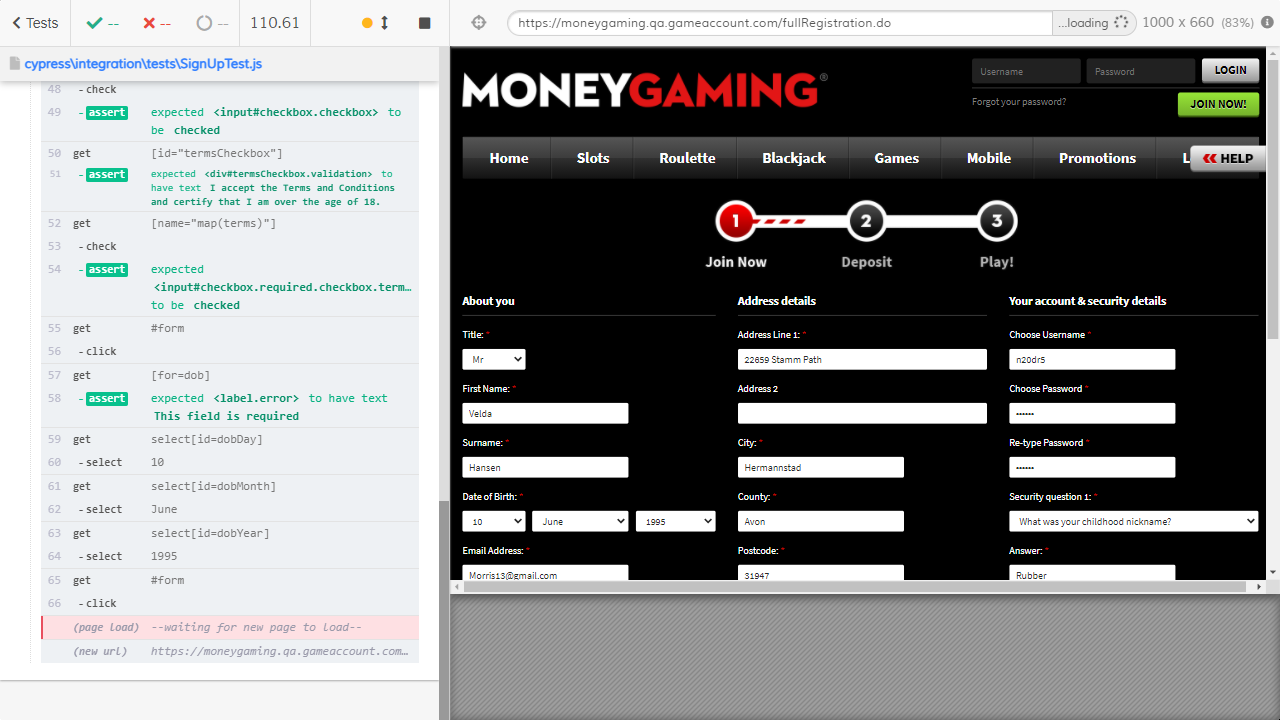 Tests
--
--
--
110.61
https://moneygaming.qa.gameaccount.com/fullRegistration.do
...loading
1000 x 660 (83%)
cypress\integration\tests\SignUpTest.js
48 - check
49 - assert expected <input#checkbox.checkbox> to
be checked
50 get [id="termsCheckbox"]
51 - assert expected <div#termsCheckbox.validation> to
have text I accept the Terms and Conditions
and certify that I am over the age of 18.
52 get [name="map(terms)"]
53 - check
54 - assert expected
<input#checkbox.required.checkbox.term…
to be checked
55 get #form
56 - click
57 get [for=dob]
58 - assert expected <label.error> to have text
This field is required
59 get select[id=dobDay]
60 - select 10
61 get select[id=dobMonth]
62 - select June
63 get select[id=dobYear]
64 - select 1995
65 get #form
66 - click
(page load) --waiting for new page to load--
(new url) https://moneygaming.qa.gameaccount.com…
MONEYGAMING®
Username Password LOGIN
Forgot your password? JOIN NOW!
Home Slots Roulette Blackjack Games Mobile Promotions L
HELP
1 2 3
Join Now Deposit Play!
About you
Title: *
Mr
First Name: *
Velda
Surname: *
Hansen
Date of Birth: *
10 June 1995
Email Address: *
Morris13@gmail.com
Address details
Address Line 1: *
22659 Stamm Path
Address 2
City: *
Hermannstad
County: *
Avon
Postcode: *
31947
Your account & security details
Choose Username *
n20dr5
Choose Password *
••••••
Re-type Password *
••••••
Security question 1: *
What was your childhood nickname?
Answer: *
Rubber